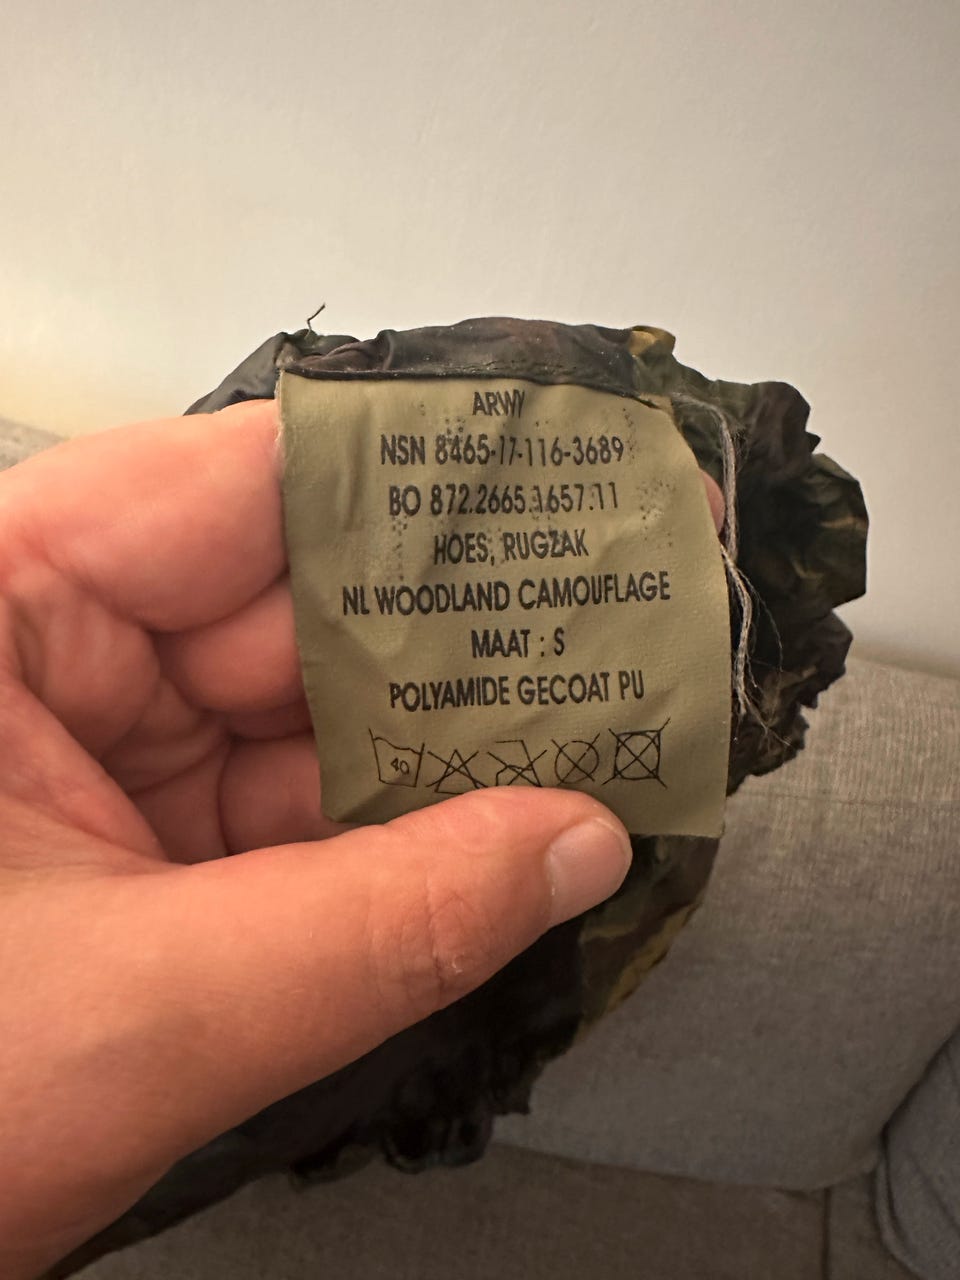 ARWY
NSN 8465-17-116-3689
BO 872.2665.1657.11
HOES, RUGZAK
NL WOODLAND CAMOUFLAGE
MAAT : S
POLYAMIDE GECOAT PU
40